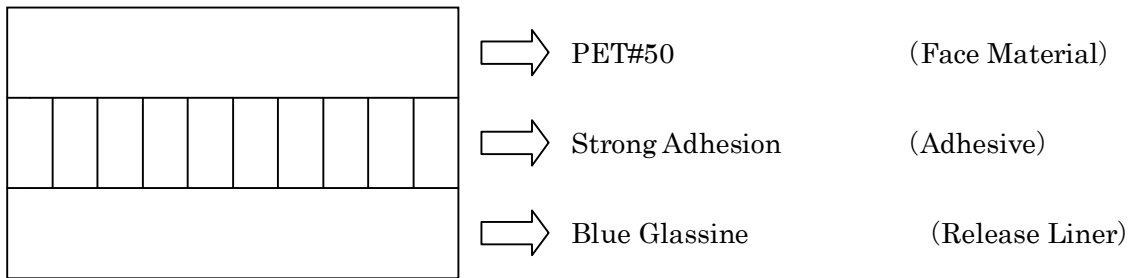 PET#50 （Face Material）
Strong Adhesion （Adhesive）
Blue Glassine （Release Liner）